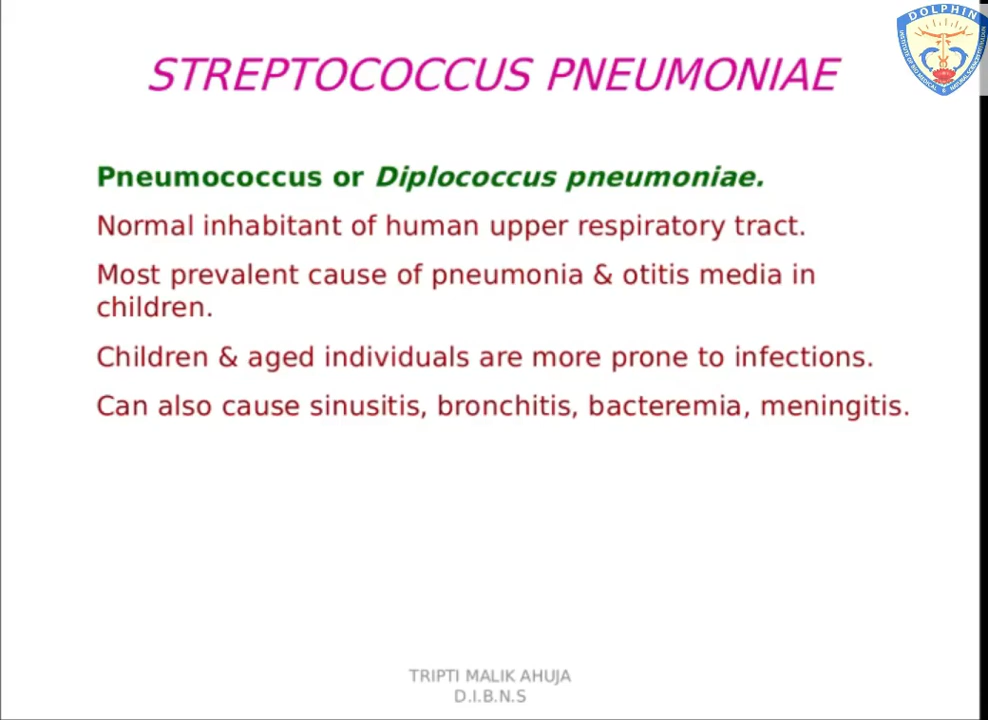 DOLPHIN
STREPTOCOCCUS PNEUMONIAE
Pneumococcus or Diplococcus pneumoniae.
Normal inhabitant of human upper respiratory tract.
Most prevalent cause of pneumonia & otitis media in
children.
Children & aged individuals are more prone to infections.
Can also cause sinusitis, bronchitis, bacteremia, meningitis.
TRIPTI MALIK AHUJA
D.I.B.N.S